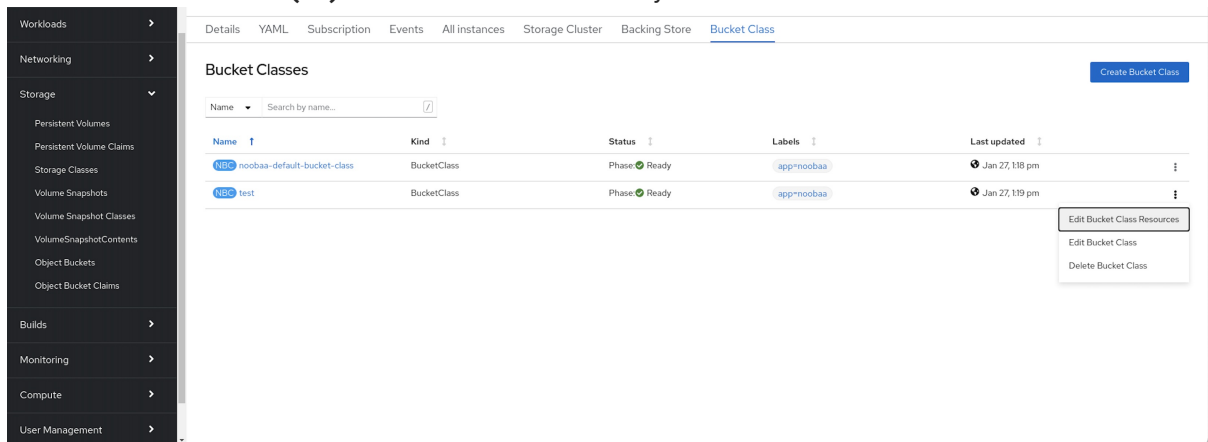 Workloads
Networking
Storage
Persistent Volumes
Persistent Volume Claims
Storage Classes
Volume Snapshots
Volume Snapshot Classes
VolumeSnapshotContents
Object Buckets
Object Bucket Claims
Builds
Monitoring
Compute
User Management
Details YAML Subscription Events All instances Storage Cluster Backing Store Bucket Class
Bucket Classes
Create Bucket Class
Name Search by name... /
Name Kind Status Labels Last updated
NBC noobaa-default-bucket-class BucketClass Phase: Ready app=noobaa Jan 27, 1:18 pm
NBC test BucketClass Phase: Ready app=noobaa Jan 27, 1:19 pm
Edit Bucket Class Resources
Edit Bucket Class
Delete Bucket Class